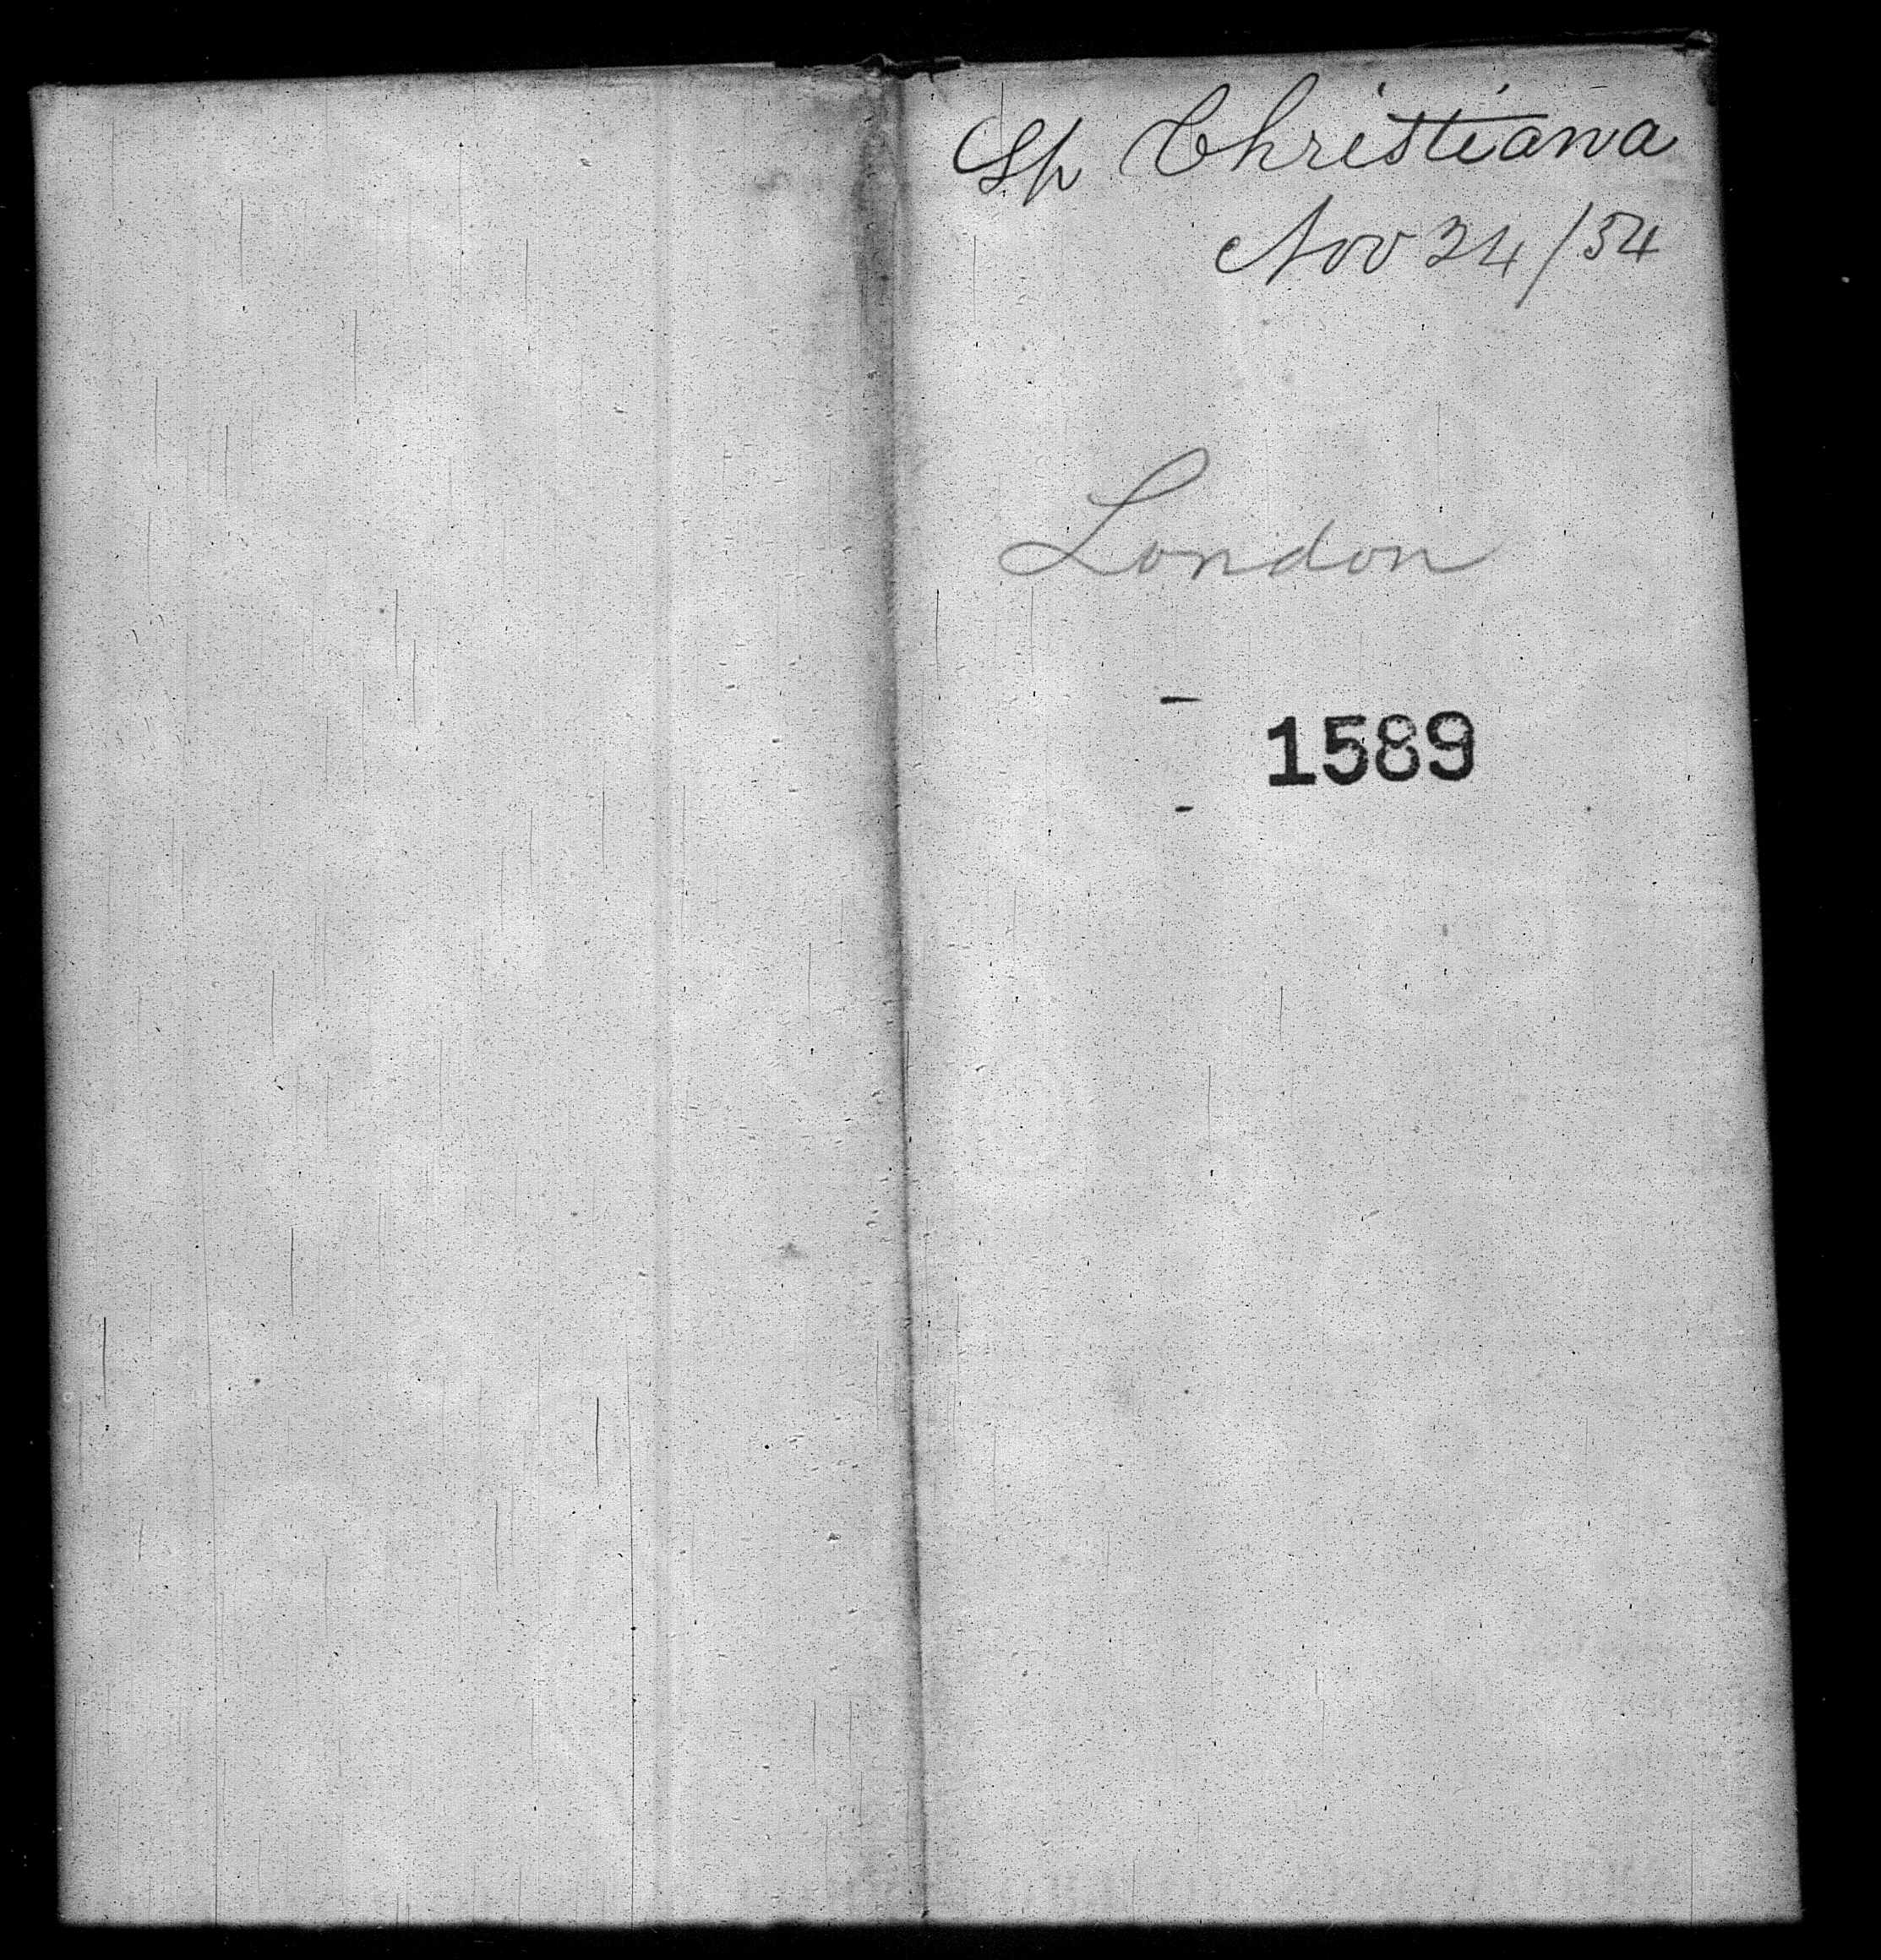 Sp Christiana
Nov 24/54
London
1589